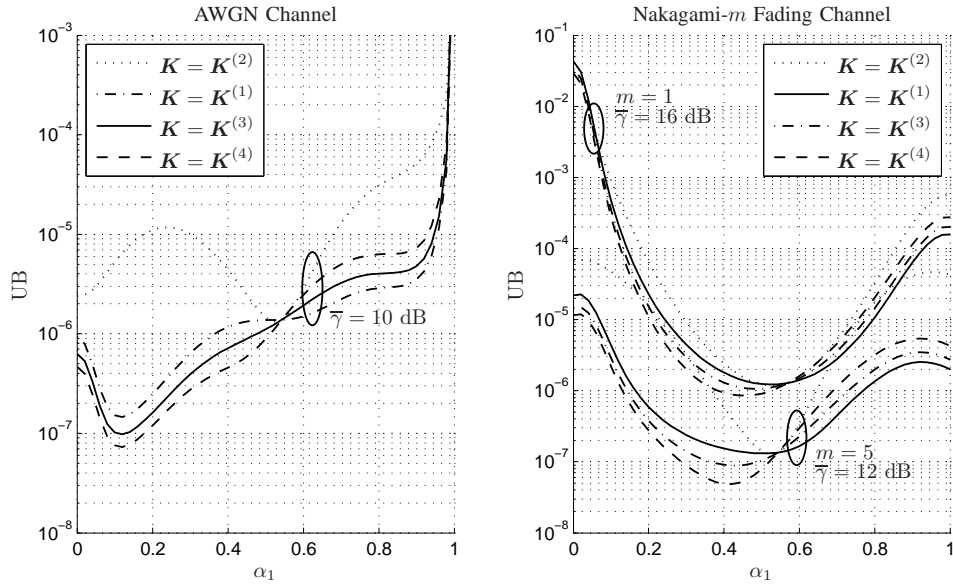 AWGN Channel
UB
10⁻³
10⁻⁴
10⁻⁵
10⁻⁶
10⁻⁷
10⁻⁸
K = K⁽²⁾
K = K⁽¹⁾
K = K⁽³⁾
K = K⁽⁴⁾
γ̅ = 10 dB
0 0.2 0.4 0.6 0.8 1
α₁
Nakagami-m Fading Channel
UB
10⁻¹
10⁻²
10⁻³
10⁻⁴
10⁻⁵
10⁻⁶
10⁻⁷
10⁻⁸
m = 1
γ̅ = 16 dB
K = K⁽²⁾
K = K⁽¹⁾
K = K⁽³⁾
K = K⁽⁴⁾
m = 5
γ̅ = 12 dB
0 0.2 0.4 0.6 0.8 1
α₁